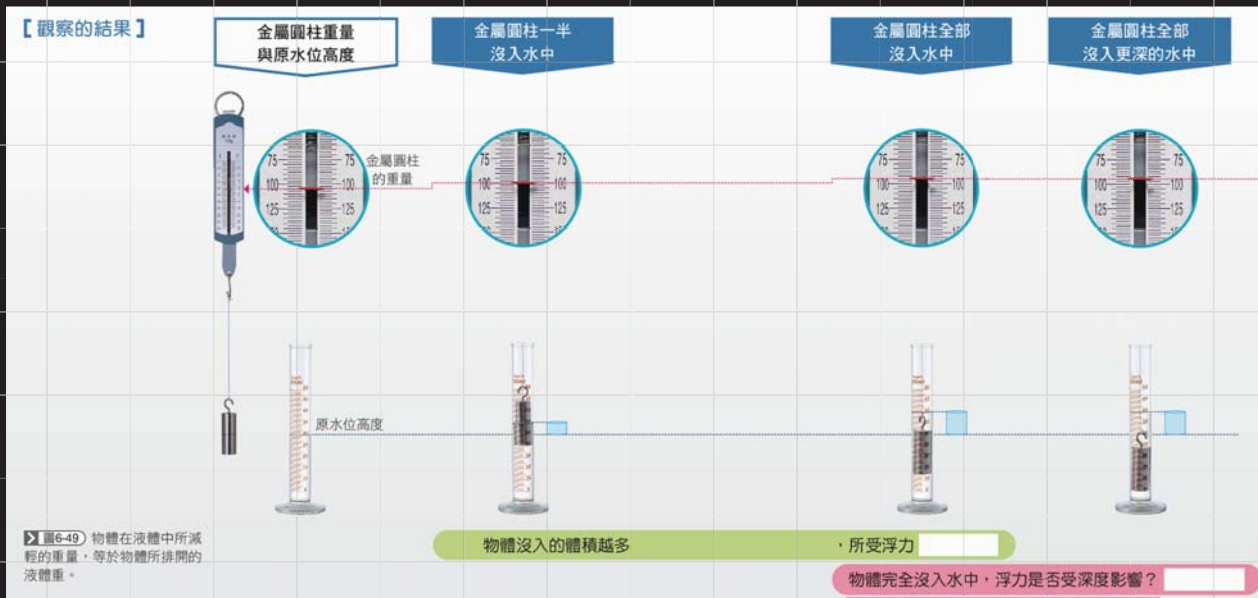 【觀察的結果】
金屬圓柱重量
與原水位高度
金屬圓柱一半
沒入水中
金屬圓柱全部
沒入水中
金屬圓柱全部
沒入更深的水中
75 75
100 100
125 125
金屬圓柱
的重量
75 75
100 100
125 125
75 75
100 100
125 125
75 75
100 100
125 125
原水位高度
圖6-49 物體在液體中所減
輕的重量，等於物體所排開的
液體重。
物體沒入的體積越多
，所受浮力
物體完全沒入水中，浮力是否受深度影響？